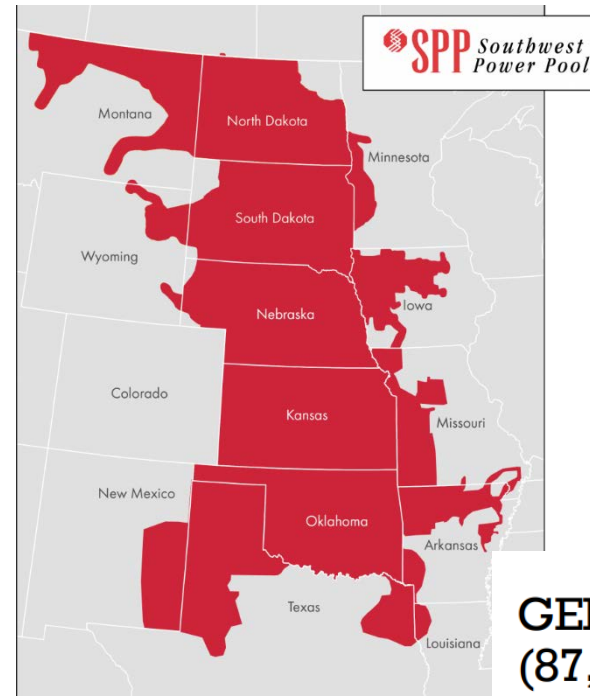 SPP Southwest
Power Pool
Montana
North Dakota
Minnesota
South Dakota
Wyoming
Iowa
Nebraska
Colorado
Kansas
Missouri
New Mexico
Oklahoma
Arkansas
Texas
Louisiana
(87,